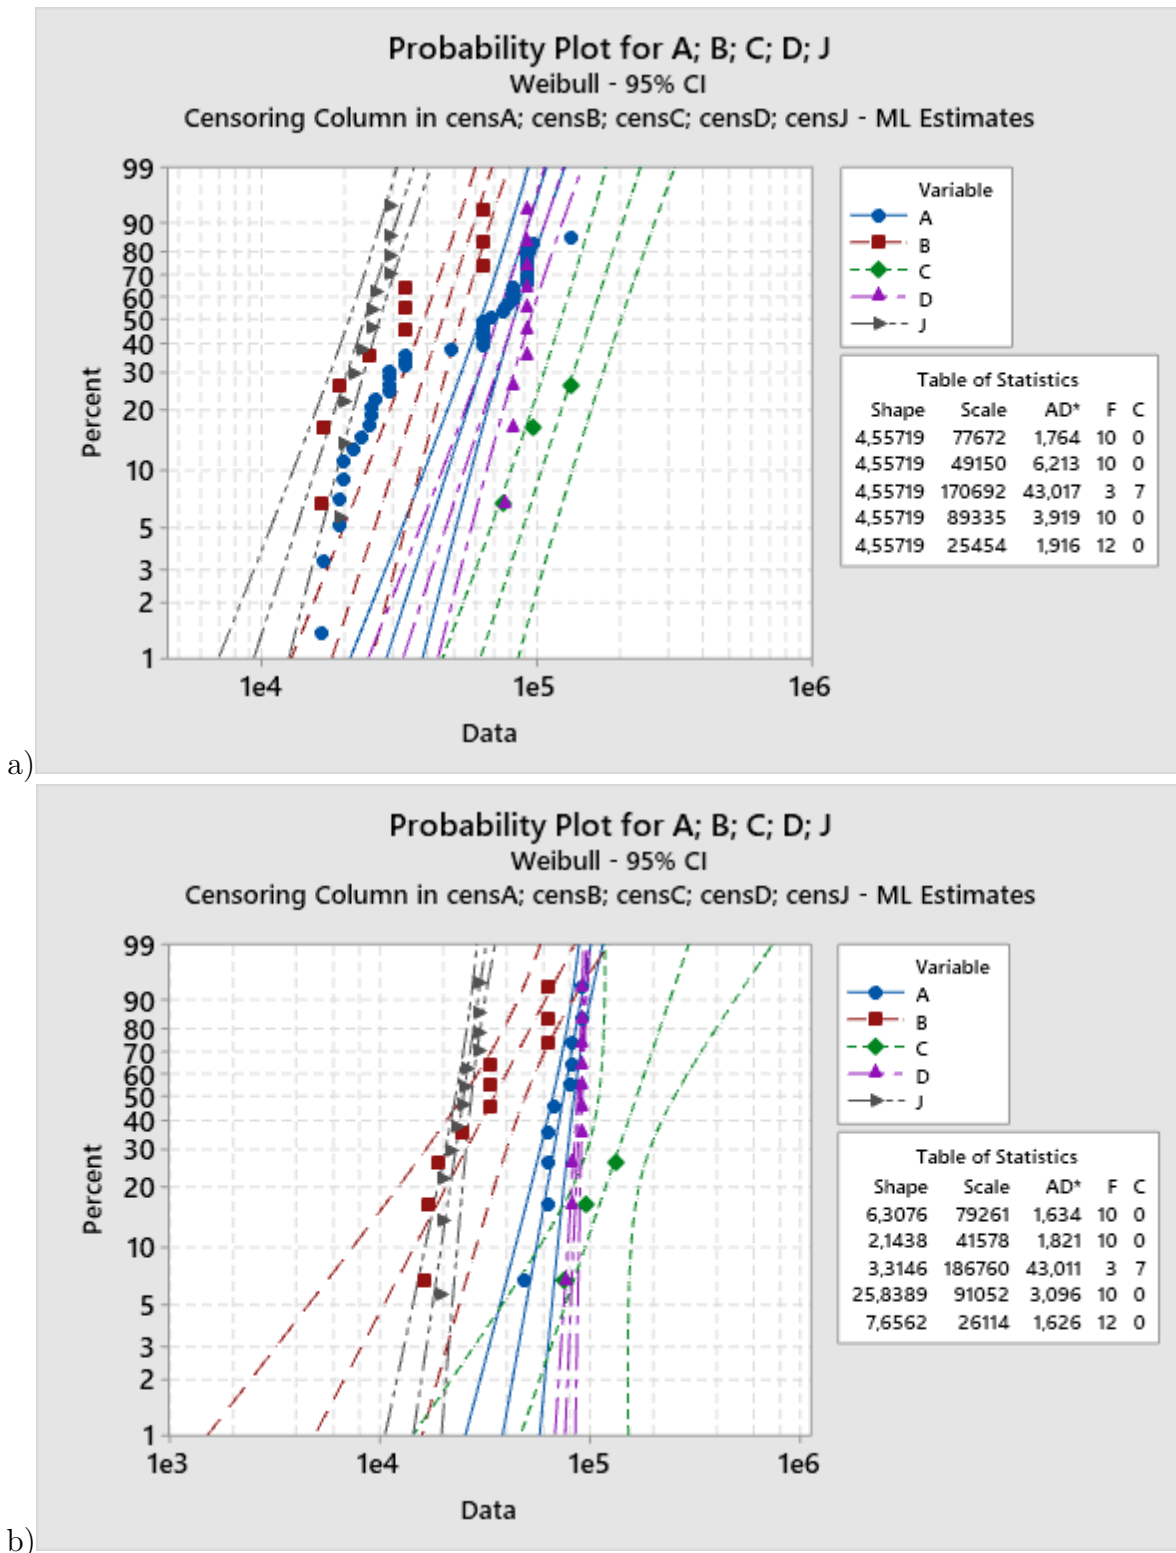 Probability Plot for A; B; C; D; J
Weibull - 95% CI
Censoring Column in censA; censB; censC; censD; censJ - ML Estimates
99
90
80
70
60
50
40
30
20
10
5
3
2
1
Percent
1e4 1e5 1e6
Data
Variable
A
B
C
D
J
Table of Statistics
Shape Scale AD* F C
4,55719 77672 1,764 10 0
4,55719 49150 6,213 10 0
4,55719 170692 43,017 3 7
4,55719 89335 3,919 10 0
4,55719 25454 1,916 12 0
a)
Probability Plot for A; B; C; D; J
Weibull - 95% CI
Censoring Column in censA; censB; censC; censD; censJ - ML Estimates
99
90
80
70
60
50
40
30
20
10
5
3
2
1
Percent
1e3 1e4 1e5 1e6
Data
Variable
A
B
C
D
J
Table of Statistics
Shape Scale AD* F C
6,3076 79261 1,634 10 0
2,1438 41578 1,821 10 0
3,3146 186760 43,011 3 7
25,8389 91052 3,096 10 0
7,6562 26114 1,626 12 0
b)